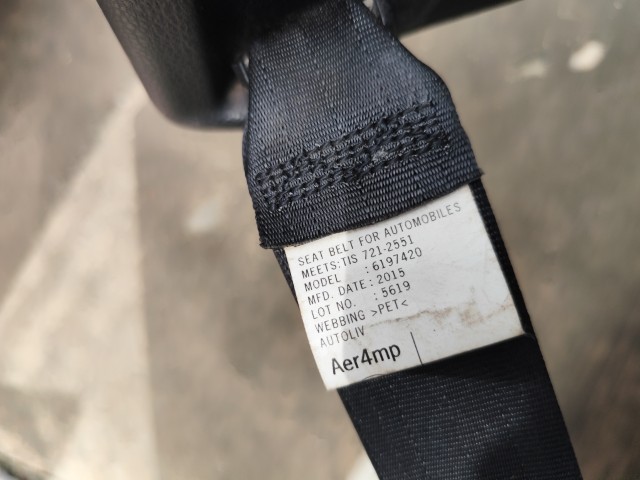 SEAT BELT FOR AUTOMOBILES
MEETS:TIS 721-2551
MODEL : 6197420
MFD. DATE : 2015
LOT NO. : 5619
WEBBING >PET<
AUTOLIV
Aer4mp